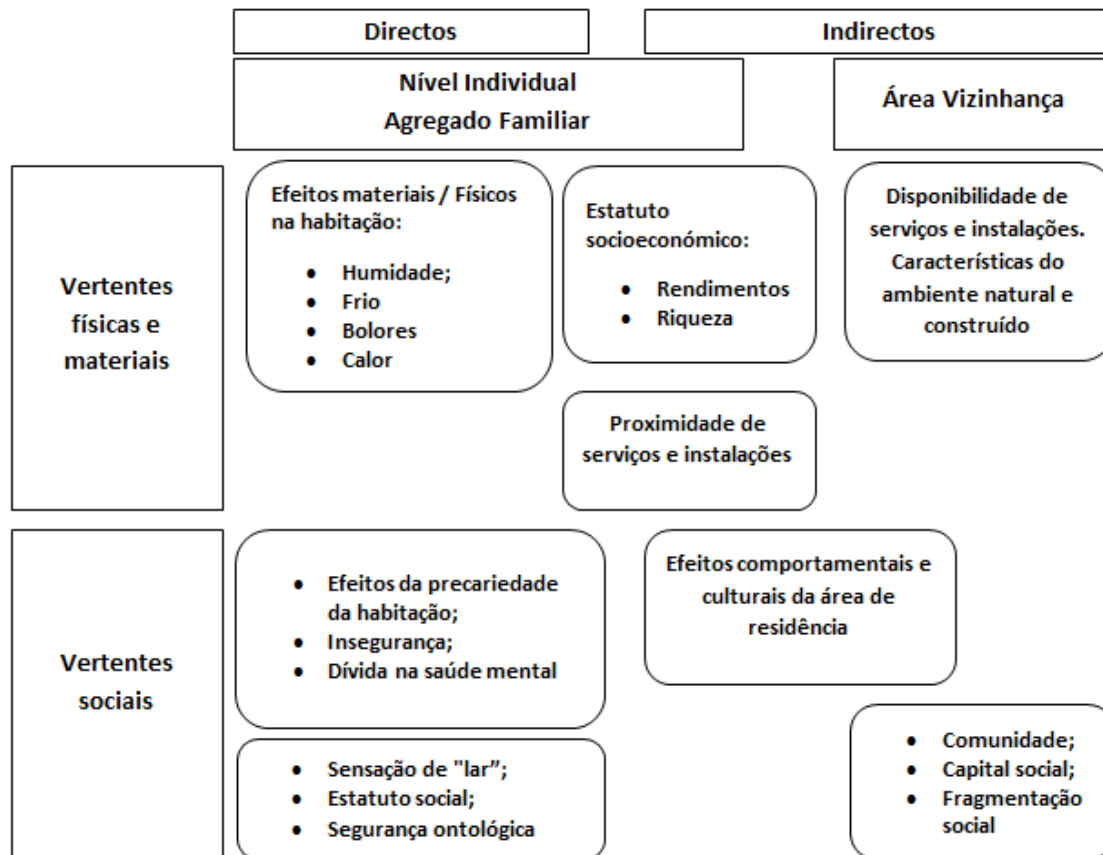 Directos
Indirectos
Nível Individual
Agregado Familiar
Área Vizinhança
Vertentes
físicas e
materiais
Efeitos materiais / Físicos
na habitação:
• Humidade;
• Frio
• Bolores
• Calor
Estatuto
socioeconómico:
• Rendimentos
• Riqueza
Disponibilidade de
serviços e instalações.
Características do
ambiente natural e
construído
Proximidade de
serviços e instalações
Vertentes
sociais
• Efeitos da precariedade
da habitação;
• Insegurança;
• Dívida na saúde mental
Efeitos comportamentais e
culturais da área de
residência
• Sensação de "lar”;
• Estatuto social;
• Segurança ontológica
• Comunidade;
• Capital social;
• Fragmentação
social